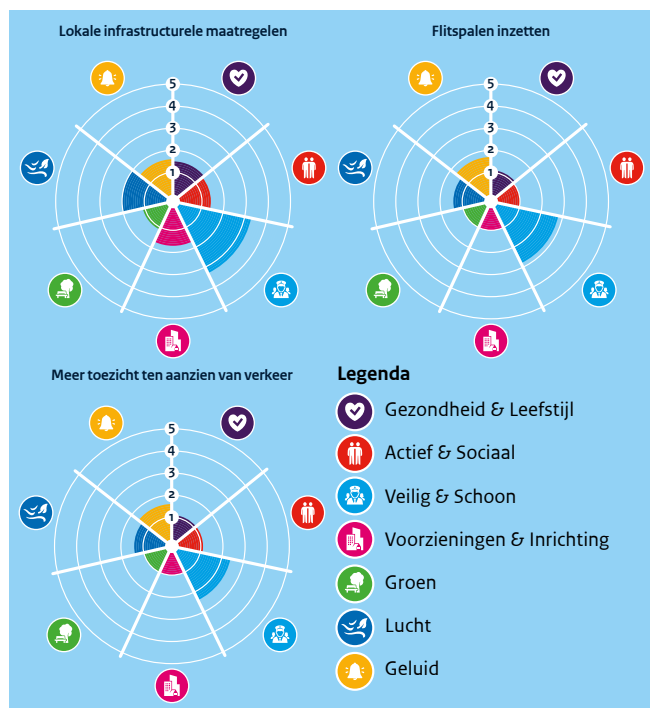 Lokale infrastructurele maatregelen
5
4
3
2
1
Flitspalen inzetten
5
4
3
2
1
Meer toezicht ten aanzien van verkeer
5
4
3
2
1
Legenda
Gezondheid & Leefstijl
Actief & Sociaal
Veilig & Schoon
Voorzieningen & Inrichting
Groen
Lucht
Geluid